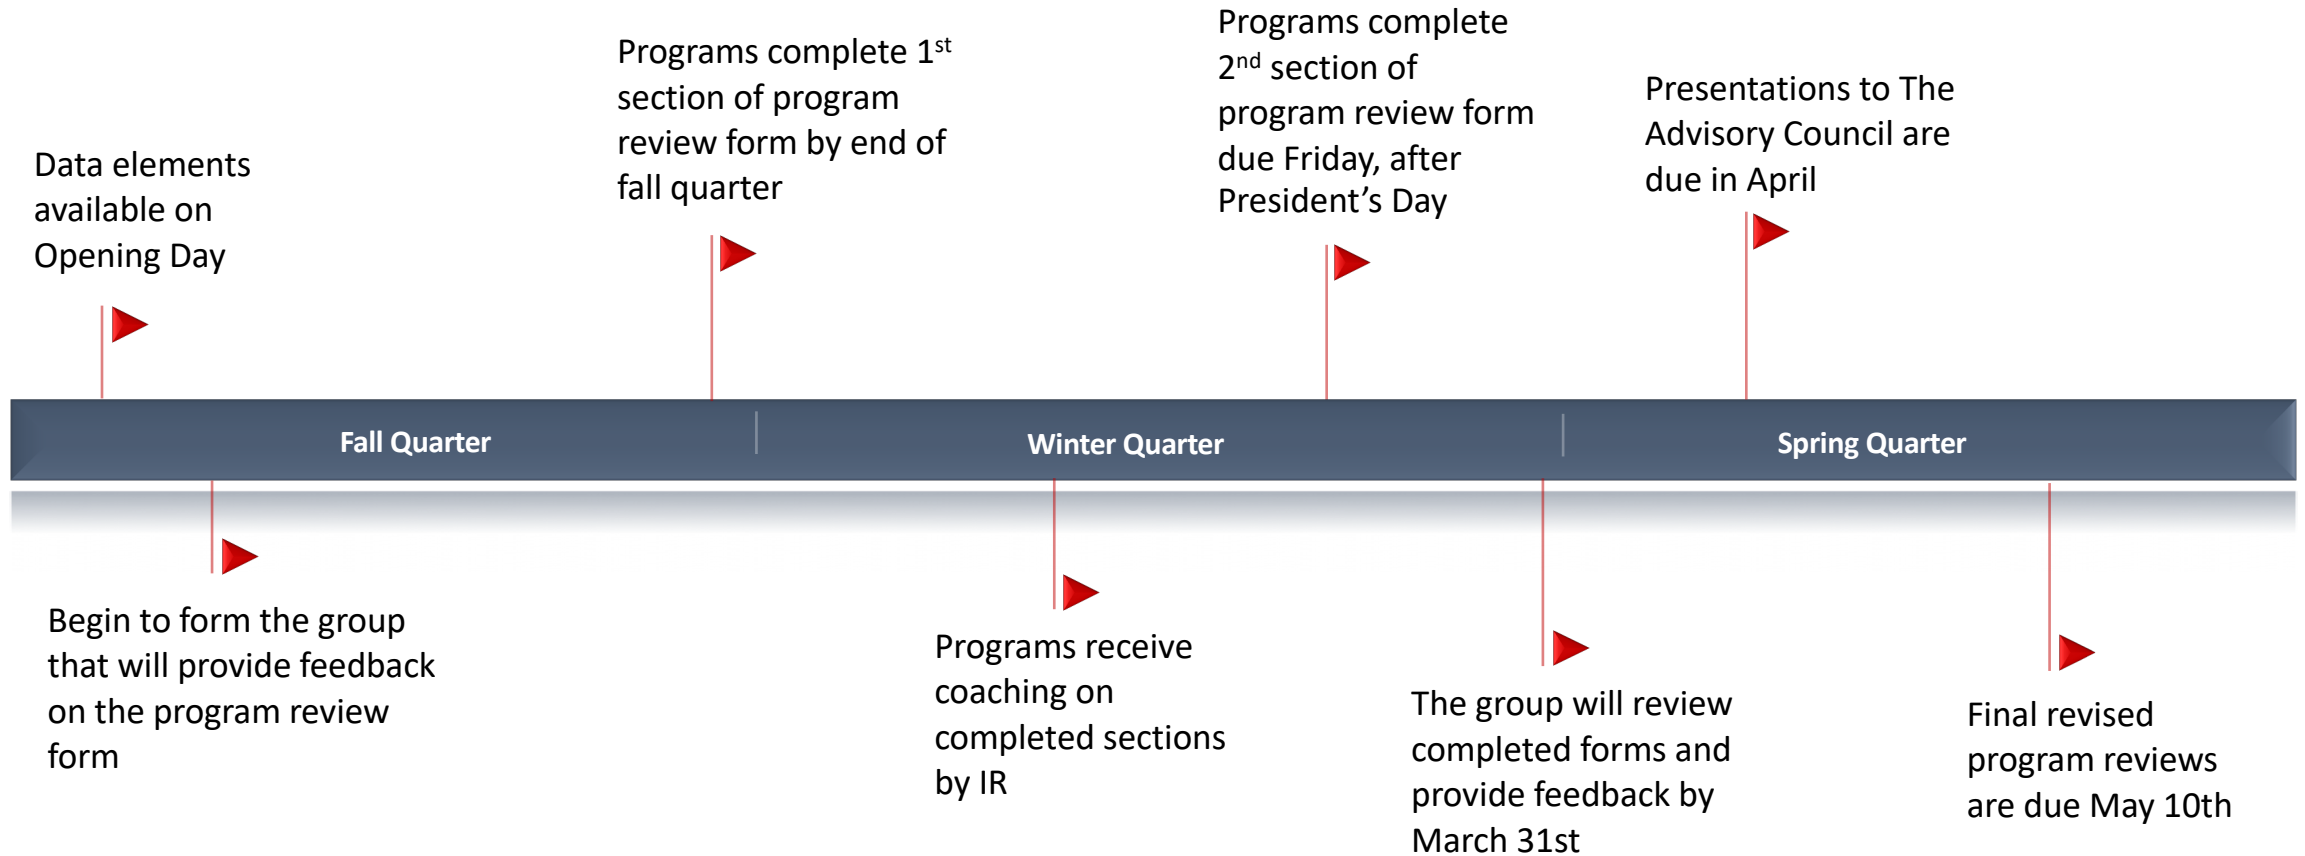 Data elements
available on
Opening Day
Programs complete 1st
section of program
review form by end of
fall quarter
Programs complete
2nd section of
program review form
due Friday, after
President’s Day
Presentations to The
Advisory Council are
due in April
Fall Quarter
Winter Quarter
Spring Quarter
Begin to form the group
that will provide feedback
on the program review
form
Programs receive
coaching on
completed sections
by IR
The group will review
completed forms and
provide feedback by
March 31st
Final revised
program reviews
are due May 10th